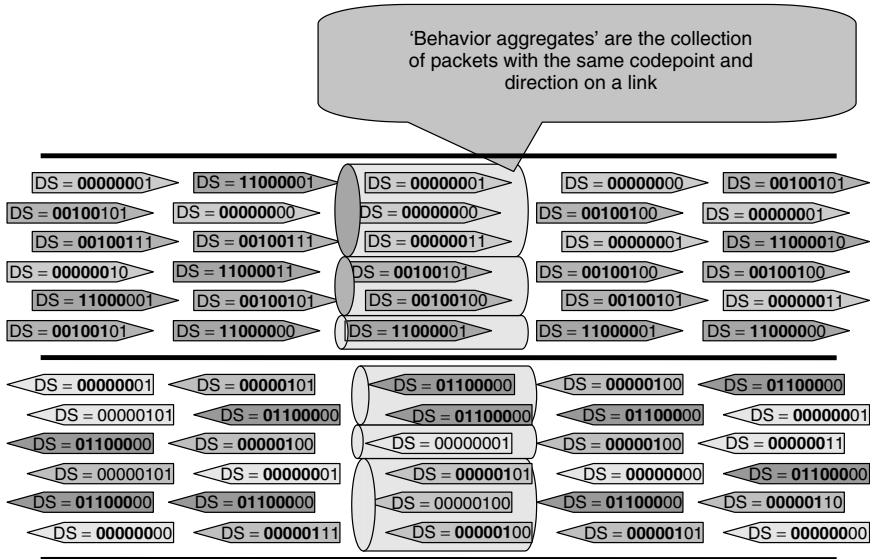 ‘Behavior aggregates’ are the collection
of packets with the same codepoint and
direction on a link
DS = 00000001 DS = 11000001 DS = 00000001 DS = 00000000 DS = 00100101
DS = 00100101 DS = 00000000 DS = 00000000 DS = 00100100 DS = 00000001
DS = 00100111 DS = 00100111 DS = 00000011 DS = 00000001 DS = 11000010
DS = 00000010 DS = 11000011 DS = 00100101 DS = 00100100 DS = 00100100
DS = 11000001 DS = 00100101 DS = 00100100 DS = 00100101 DS = 00000011
DS = 00100101 DS = 11000000 DS = 11000001 DS = 11000001 DS = 11000000
DS = 00000001 DS = 00000101 DS = 01100000 DS = 00000100 DS = 01100000
DS = 00000101 DS = 01100000 DS = 01100000 DS = 01100000 DS = 00000001
DS = 01100000 DS = 00000100 DS = 00000001 DS = 00000100 DS = 00000011
DS = 00000101 DS = 00000001 DS = 00000101 DS = 00000000 DS = 01100000
DS = 01100000 DS = 01100000 DS = 00000100 DS = 01100000 DS = 00000110
DS = 00000000 DS = 00000111 DS = 00000100 DS = 00000101 DS = 00000000